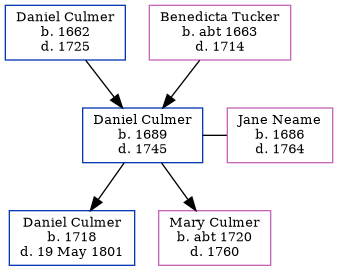 Daniel Culmer
b. 1662
d. 1725
Benedicta Tucker
b. abt 1663
d. 1714
Daniel Culmer
b. 1689
d. 1745
Jane Neame
b. 1686
d. 1764
Daniel Culmer
b. 1718
d. 19 May 1801
Mary Culmer
b. abt 1720
d. 1760